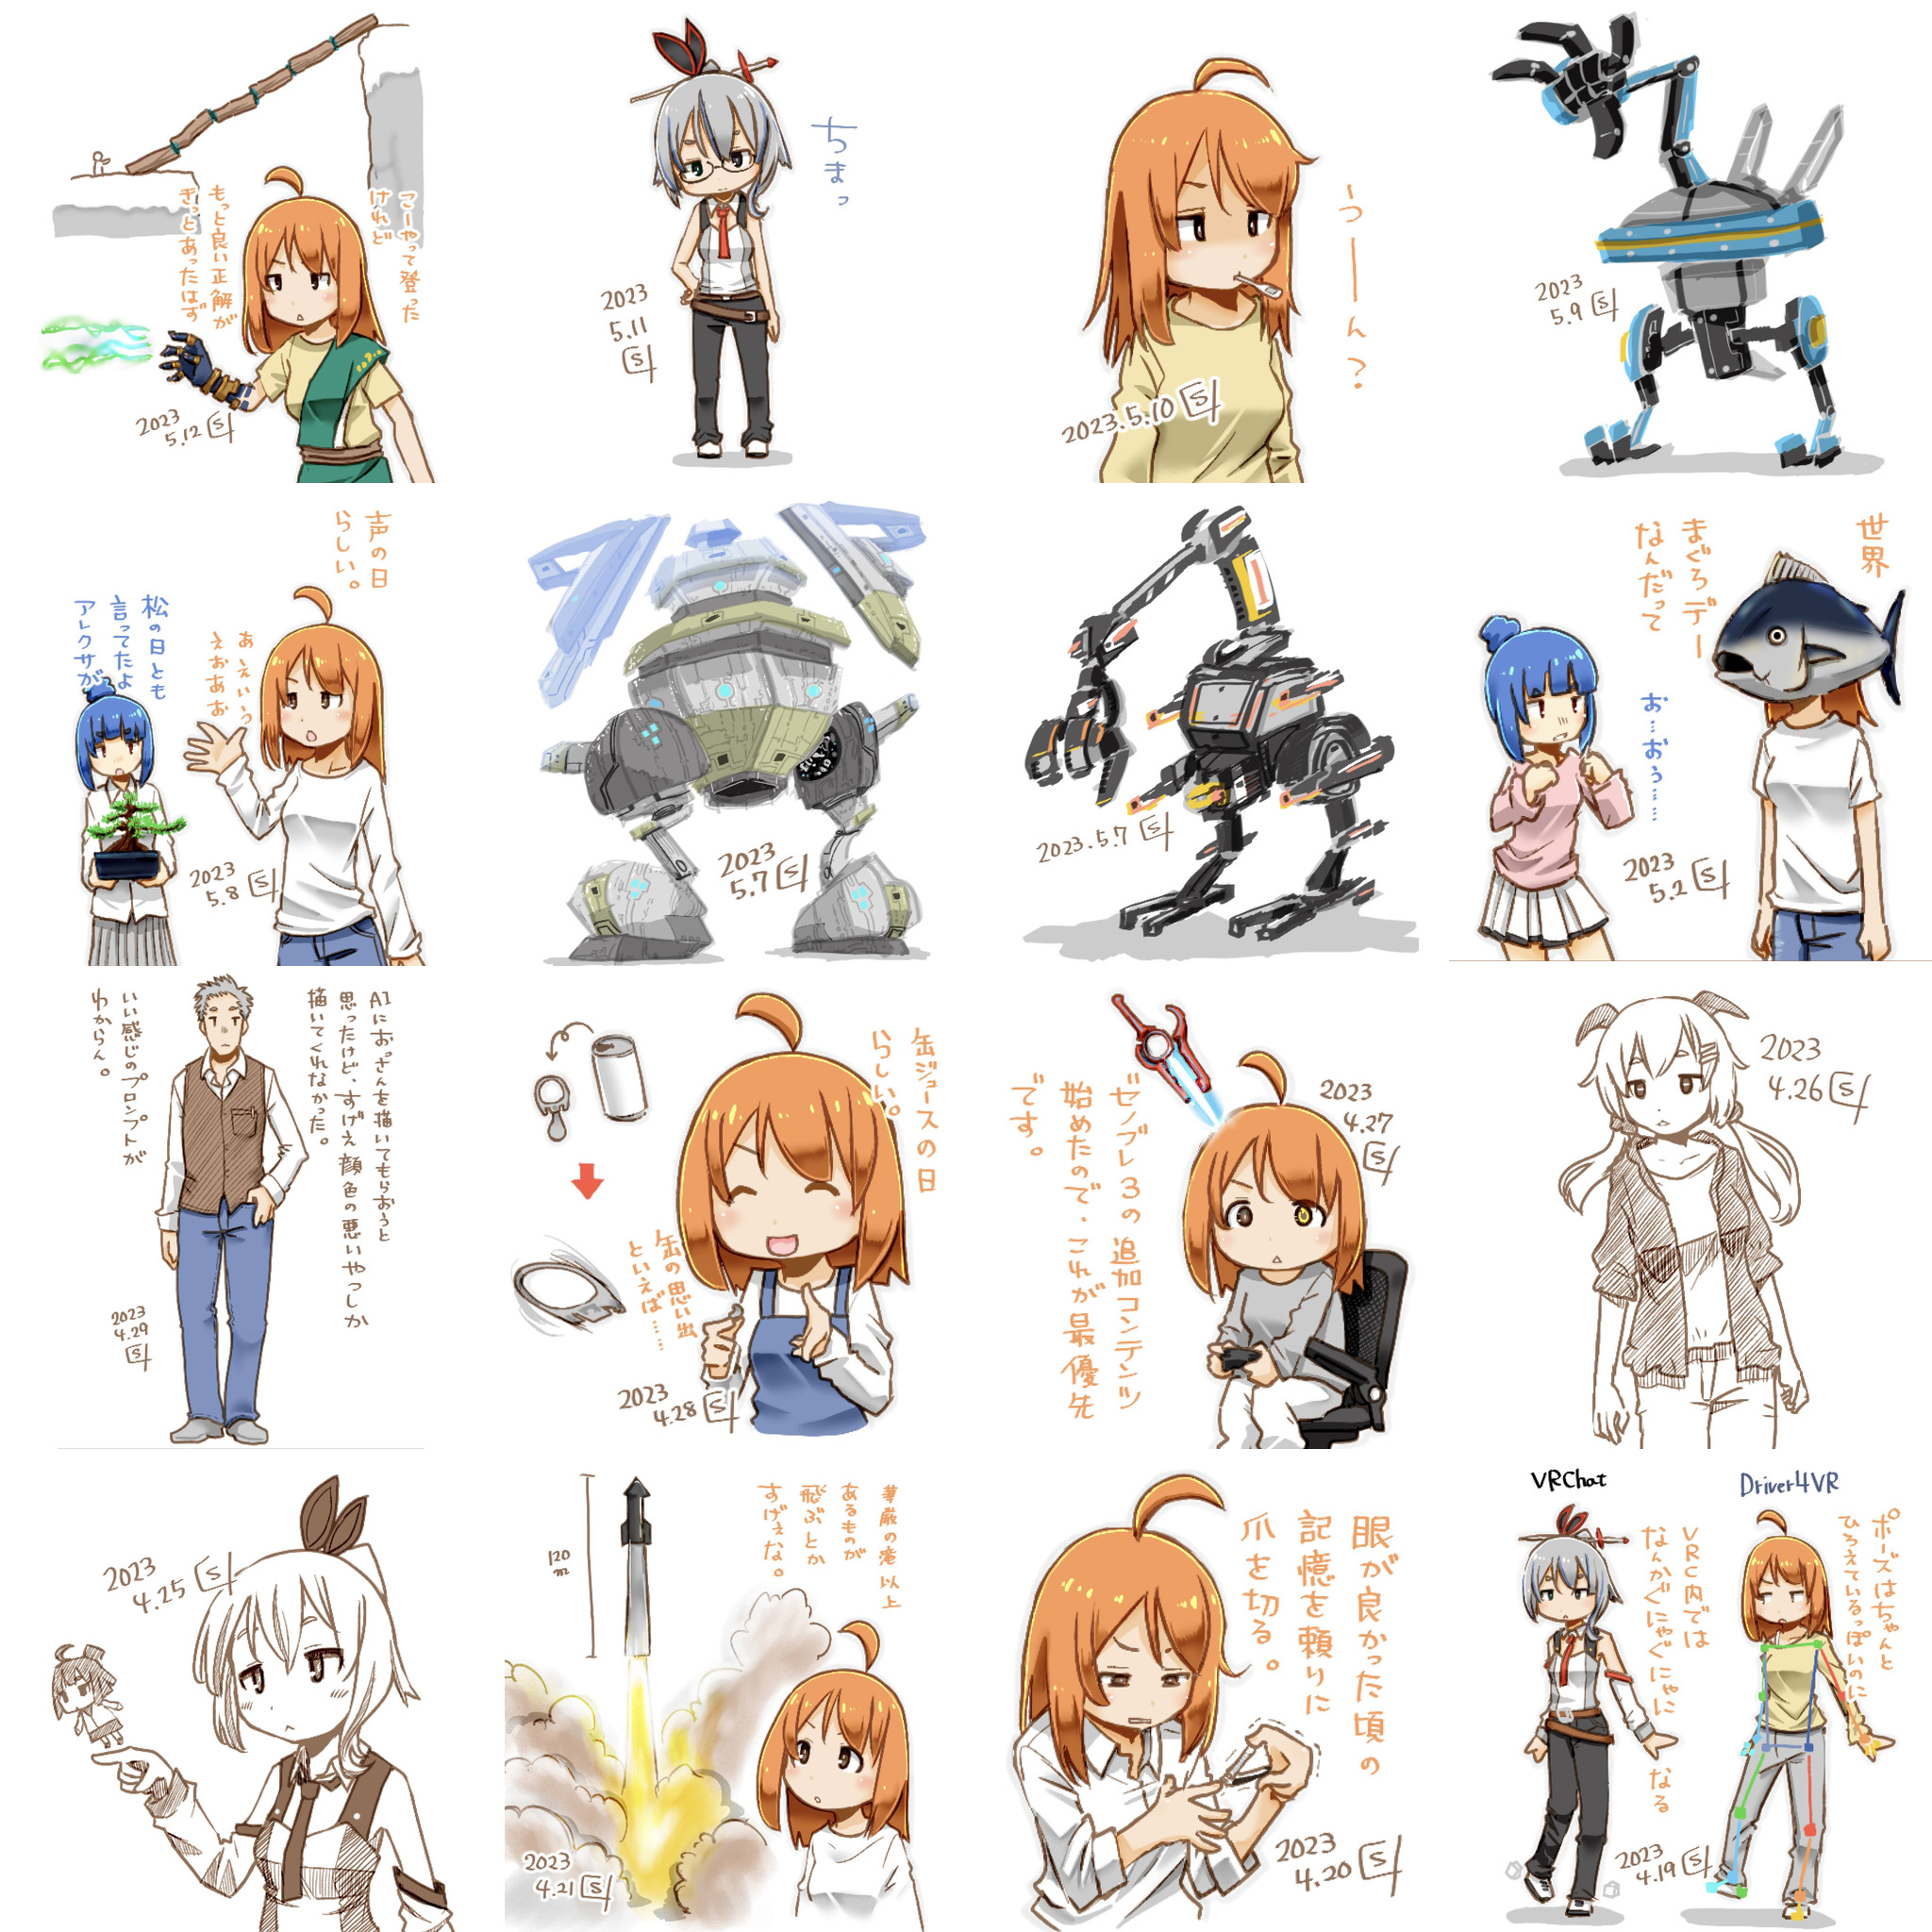 こーやって登った
けれど
もっと良い正解が
きっとあったはず
2023
5.12
ちまっ
2023
5.11
うーーん?
2023.5.10
2023
5.9
声の日
らしい。
松の日とも
言ってたよ
アレクサが
あえいうう
えおあお
2023
5.8
2023
5.7
2023.5.7
世界
まぐろデー
なんだって
お…おぅ……
2023
5.2
AIにおっさんを描いてもらおうと
思ったけど、すげえ顔色の悪いやつしか
描いてくれなかった。
いい感じのプロンプトが
わからん。
2023
4.29
缶ジュースの日
らしい。
缶の思い出
といえば……
2023
4.28
ゼノブレ3の追加コンテンツ
始めたので、これが最優先
です。
2023
4.27
2023
4.26
2023
4.25
120
m
華厳の滝以上
あるものが
飛ぶとか
すげぇな。
2023
4.21
眼が良かった頃の
記憶を頼りに
爪を切る。
2023
4.20
VRChat
Driver4VR
ポーズはちゃんと
ひろえているっぽいのに
VRC内では
なんかぐにゃぐにゃに
なる
2023
4.19